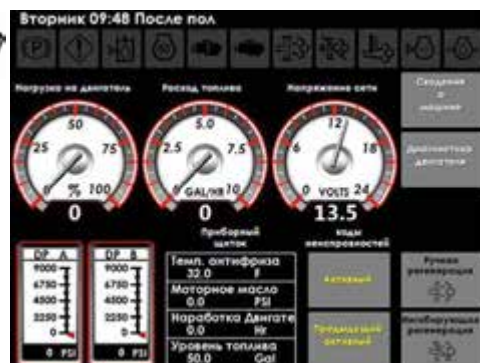 Вторник 09:48 После пол
Нагрузка на двигатель
Расход топлива
Напряжение сети
Сведения
о
машине
50
25
75
0
%
100
0
5.0
2.5
7.5
GAL/HR
10
0
12
6
18
0
VOLTS
24
13.5
Диагностика
двигателя
DP A
9000
6750
4500
2250
0
0 PSI
DP B
9000
6750
4500
2250
0
0 PSI
Приборный
щиток
Темп. антифриза
32.0 F
Моторное масло
0.0 PSI
Наработка Двигате
0.0 Hr
Уровень топлива
50.0 Gal
коды
неисправностей
Активный
Предыдущий
активный
Ручная
регенерация
регенерация